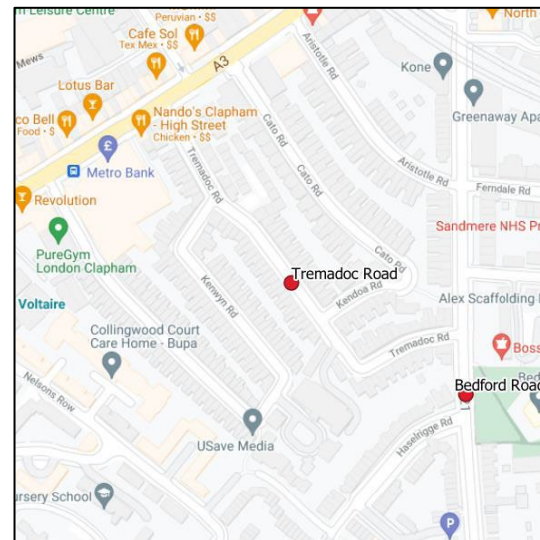 m Leisure Centre
Peruvian • $$
North
Cafe Sol
Tex Mex • $$
A3
Aristotle Rd
Kone
Mews
Lotus Bar
Greenaway Apa
co Bell
Food • $
Nando's Clapham
- High Street
Chicken • $$
Cato Rd
£
Metro Bank
Tremadoc Rd
Aristotle Rd
Cato Rd
Ferndale Rd
Revolution
Sandmere NHS Pr
PureGym
London Clapham
Cato Rd
Tremadoc Road
Kenwyn Rd
Kendoa Rd
Voltaire
Alex Scaffolding
Collingwood Court
Care Home - Bupa
Tremadoc Rd
Boss
Nelsons Row
Bedford Road
Bed
Haselrigge Rd
USave Media
ursery School
P